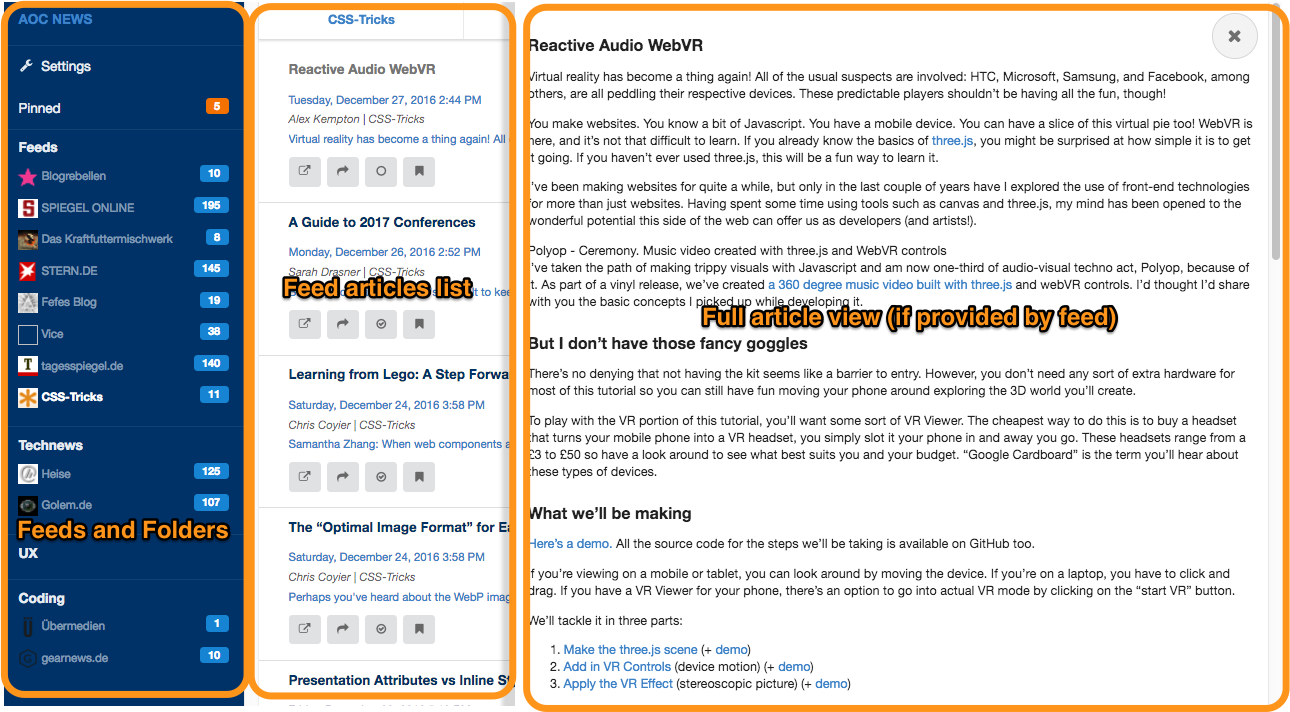 AOC NEWS
Settings
Pinned 5
Feeds
Blogrebellen 10
SPIEGEL ONLINE 195
Das Kraftfuttermischwerk 8
STERN.DE 145
Fefes Blog 19
Vice 38
tagesspiegel.de 140
CSS-Tricks 11
Technews
Heise 125
Golem.de 107
Feeds and Folders
UX
Coding
Übermedien 1
gearnews.de 10
CSS-Tricks
Reactive Audio WebVR
Tuesday, December 27, 2016 2:44 PM
Alex Kempton | CSS-Tricks
Virtual reality has become a thing again! All
A Guide to 2017 Conferences
Monday, December 26, 2016 2:52 PM
Sarah Drasner | CSS-Tricks
Feed articles list
t to ke
Learning from Lego: A Step Forwa
Saturday, December 24, 2016 3:58 PM
Chris Coyier | CSS-Tricks
Samantha Zhang: When web components a
The “Optimal Image Format” for Ea
Saturday, December 24, 2016 3:58 PM
Chris Coyier | CSS-Tricks
Perhaps you've heard about the WebP imag
Presentation Attributes vs Inline St
Reactive Audio WebVR
Virtual reality has become a thing again! All of the usual suspects are involved: HTC, Microsoft, Samsung, and Facebook, among
others, are all peddling their respective devices. These predictable players shouldn’t be having all the fun, though!
You make websites. You know a bit of Javascript. You have a mobile device. You can have a slice of this virtual pie too! WebVR is
here, and it’s not that difficult to learn. If you already know the basics of three.js, you might be surprised at how simple it is to get
it going. If you haven’t ever used three.js, this will be a fun way to learn it.
I’ve been making websites for quite a while, but only in the last couple of years have I explored the use of front-end technologies
for more than just websites. Having spent some time using tools such as canvas and three.js, my mind has been opened to the
wonderful potential this side of the web can offer us as developers (and artists!).
Polyop - Ceremony. Music video created with three.js and WebVR controls
I’ve taken the path of making trippy visuals with Javascript and am now one-third of audio-visual techno act, Polyop, because of
it. As part of a vinyl release, we’ve created a 360 degree music video built with three.js and webVR controls. I’d thought I’d share
with you the basic concepts I picked up while developing it.
Full article view (if provided by feed)
But I don’t have those fancy goggles
There’s no denying that not having the kit seems like a barrier to entry. However, you don’t need any sort of extra hardware for
most of this tutorial so you can still have fun moving your phone around exploring the 3D world you’ll create.
To play with the VR portion of this tutorial, you’ll want some sort of VR Viewer. The cheapest way to do this is to buy a headset
that turns your mobile phone into a VR headset, you simply slot it your phone in and away you go. These headsets range from a
£3 to £50 so have a look around to see what best suits you and your budget. “Google Cardboard” is the term you’ll hear about
these types of devices.
What we’ll be making
Here’s a demo. All the source code for the steps we’ll be taking is available on GitHub too.
If you’re viewing on a mobile or tablet, you can look around by moving the device. If you’re on a laptop, you have to click and
drag. If you have a VR Viewer for your phone, there’s an option to go into actual VR mode by clicking on the “start VR” button.
We’ll tackle it in three parts:
1. Make the three.js scene (+ demo)
2. Add in VR Controls (device motion) (+ demo)
3. Apply the VR Effect (stereoscopic picture) (+ demo)